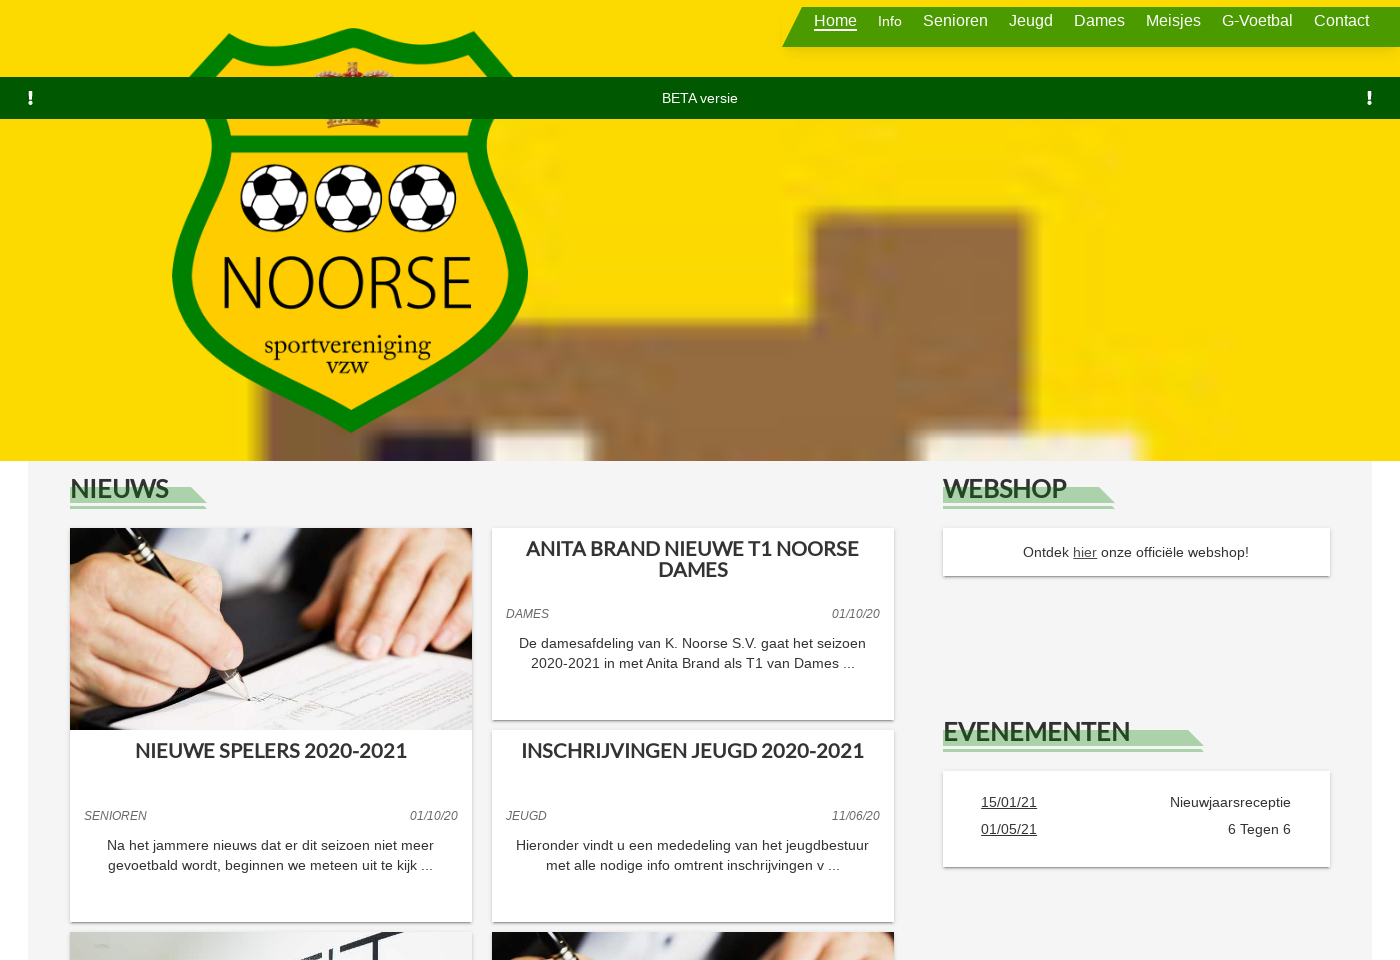 Home Info Senioren Jeugd Dames Meisjes G-Voetbal Contact
BETA versie
NOORSE
sportvereniging
vzw
NIEUWS
NIEUWE SPELERS 2020-2021
SENIOREN 01/10/20
Na het jammere nieuws dat er dit seizoen niet meer
gevoetbald wordt, beginnen we meteen uit te kijk ...
ANITA BRAND NIEUWE T1 NOORSE
DAMES
DAMES 01/10/20
De damesafdeling van K. Noorse S.V. gaat het seizoen
2020-2021 in met Anita Brand als T1 van Dames ...
INSCHRIJVINGEN JEUGD 2020-2021
JEUGD 11/06/20
Hieronder vindt u een mededeling van het jeugdbestuur
met alle nodige info omtrent inschrijvingen v ...
WEBSHOP
Ontdek hier onze officiële webshop!
EVENEMENTEN
15/01/21 Nieuwjaarsreceptie
01/05/21 6 Tegen 6